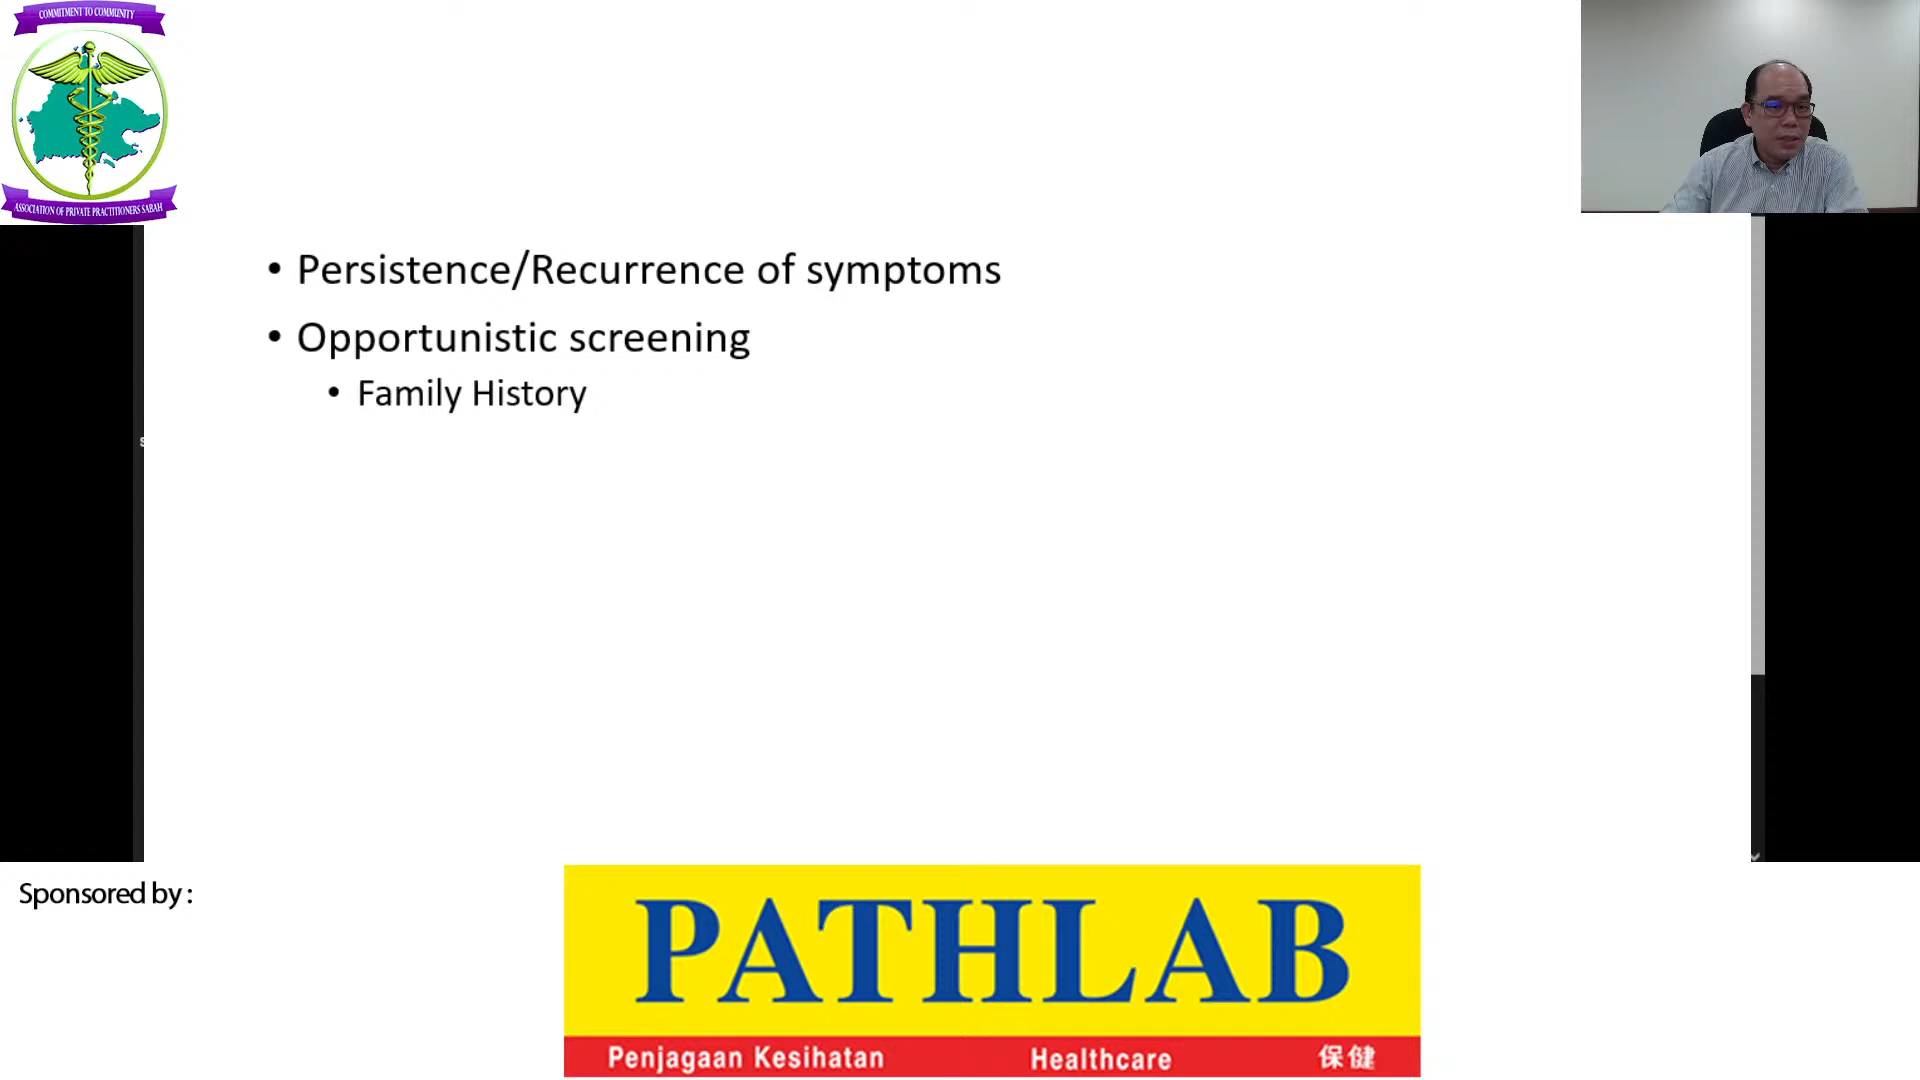 COMMITMENT TO COMMUNITY
ASSOCIATION OF PRIVATE PRACTITIONERS SABAH
• Persistence/Recurrence of symptoms
• Opportunistic screening
• Family History
s
Sponsored by :
PATHLAB
Penjagaan Kesihatan Healthcare 保健